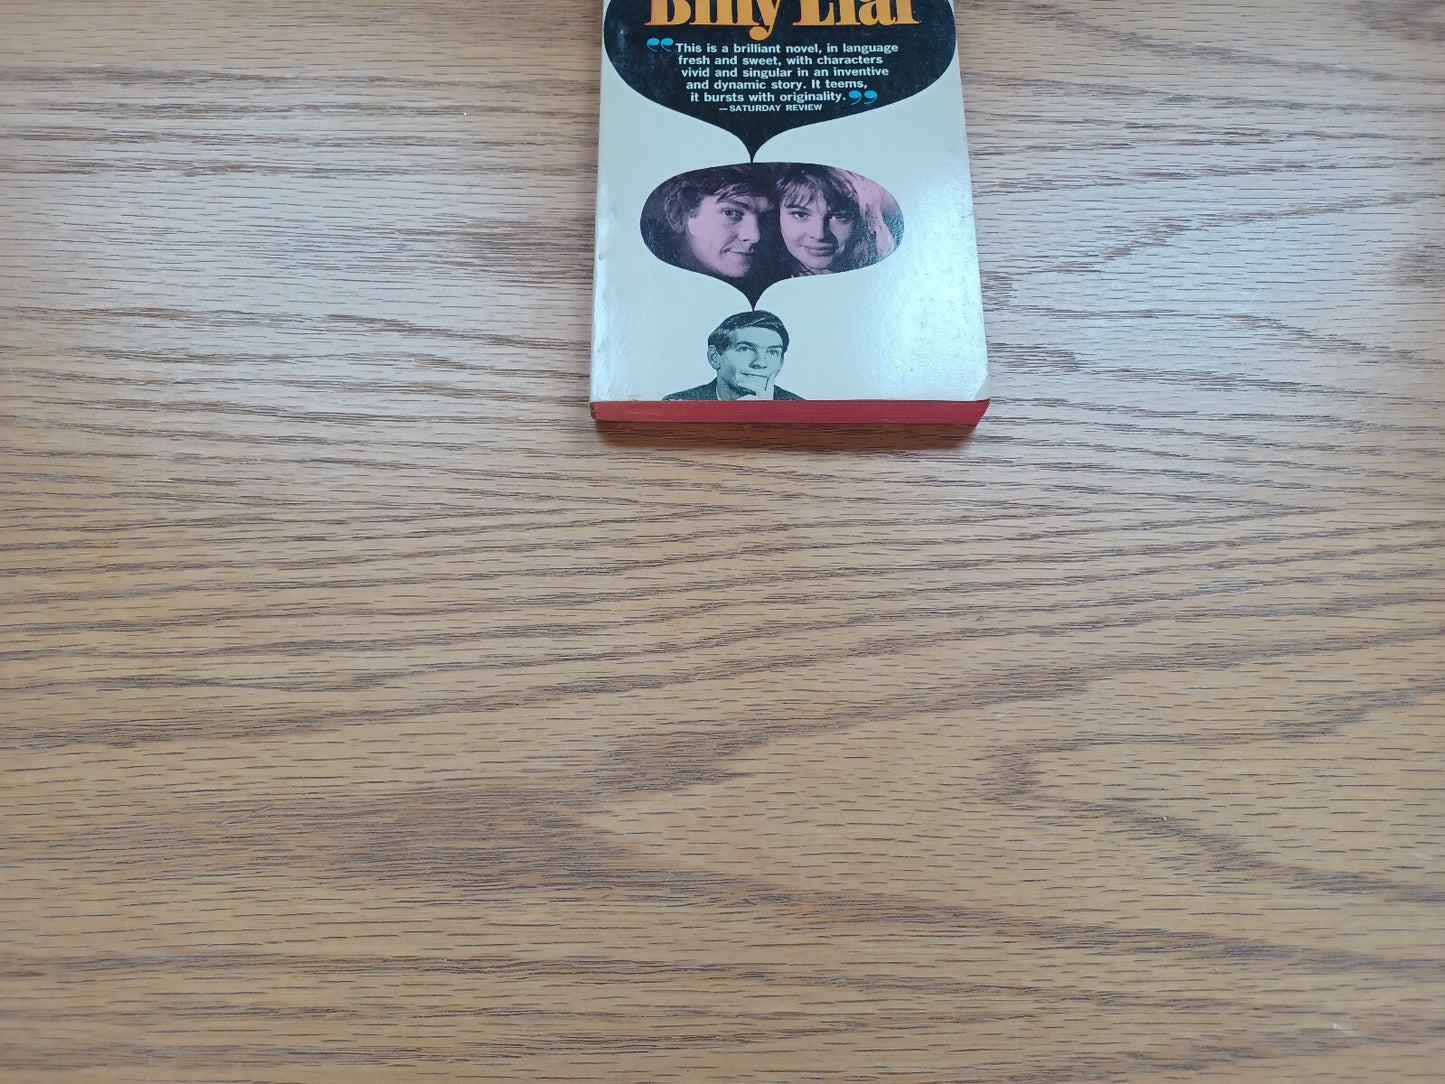 Billy Liar
“This is a brilliant novel, in language
fresh and sweet, with characters
vivid and singular in an inventive
and dynamic story. It teems,
it bursts with originality.”
—SATURDAY REVIEW